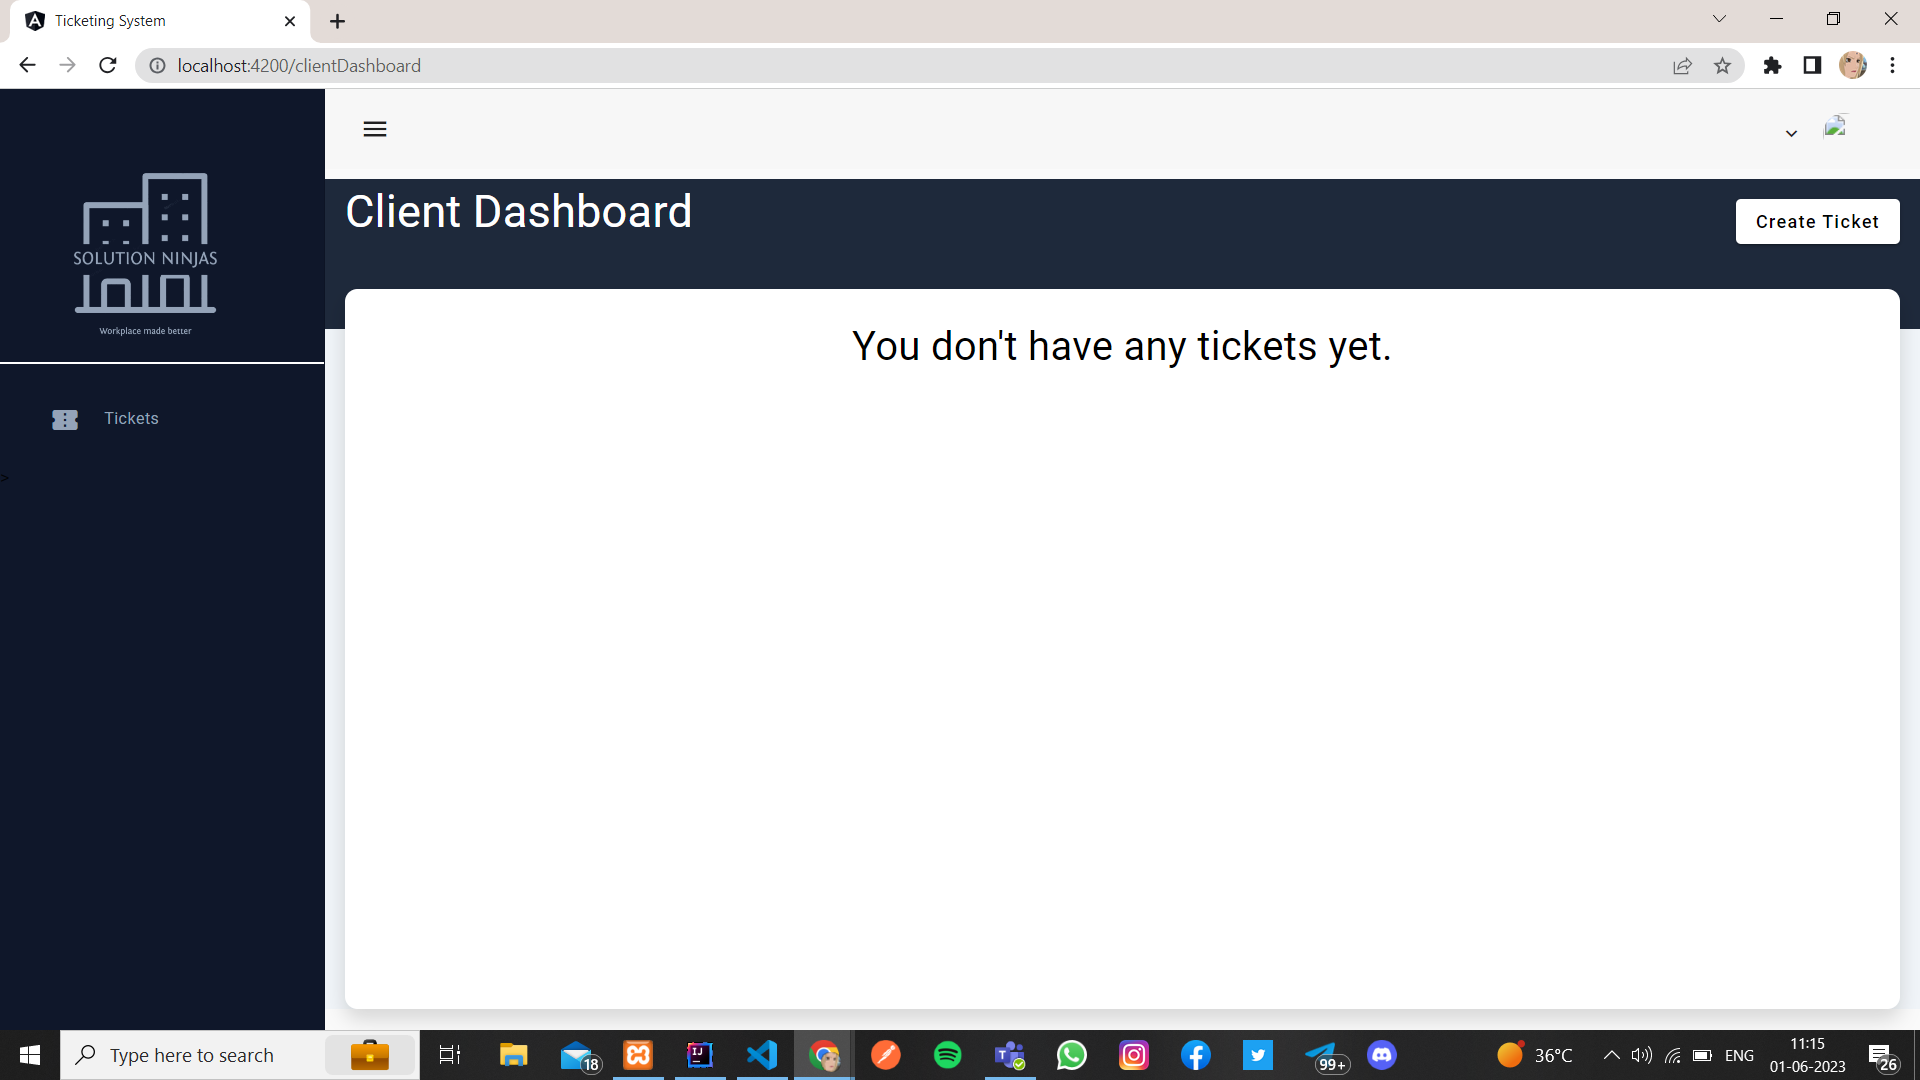 Ticketing System
localhost:4200/clientDashboard
SOLUTION NINJAS
Workplace made better
Tickets
>
Client Dashboard
Create Ticket
You don't have any tickets yet.
Type here to search
18
IJ
T
99+
36°C
ENG
11:15
01-06-2023
26